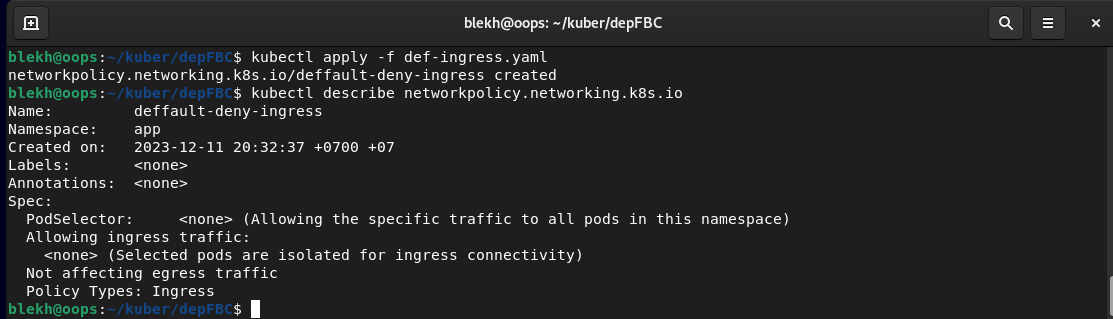 blekh@oops: ~/kuber/depFBC
blekh@oops:~/kuber/depFBC$ kubectl apply -f def-ingress.yaml
networkpolicy.networking.k8s.io/deffault-deny-ingress created
blekh@oops:~/kuber/depFBC$ kubectl describe networkpolicy.networking.k8s.io
Name:         deffault-deny-ingress
Namespace:    app
Created on:   2023-12-11 20:32:37 +0700 +07
Labels:       <none>
Annotations:  <none>
Spec:
  PodSelector:     <none> (Allowing the specific traffic to all pods in this namespace)
  Allowing ingress traffic:
    <none> (Selected pods are isolated for ingress connectivity)
  Not affecting egress traffic
  Policy Types: Ingress
blekh@oops:~/kuber/depFBC$